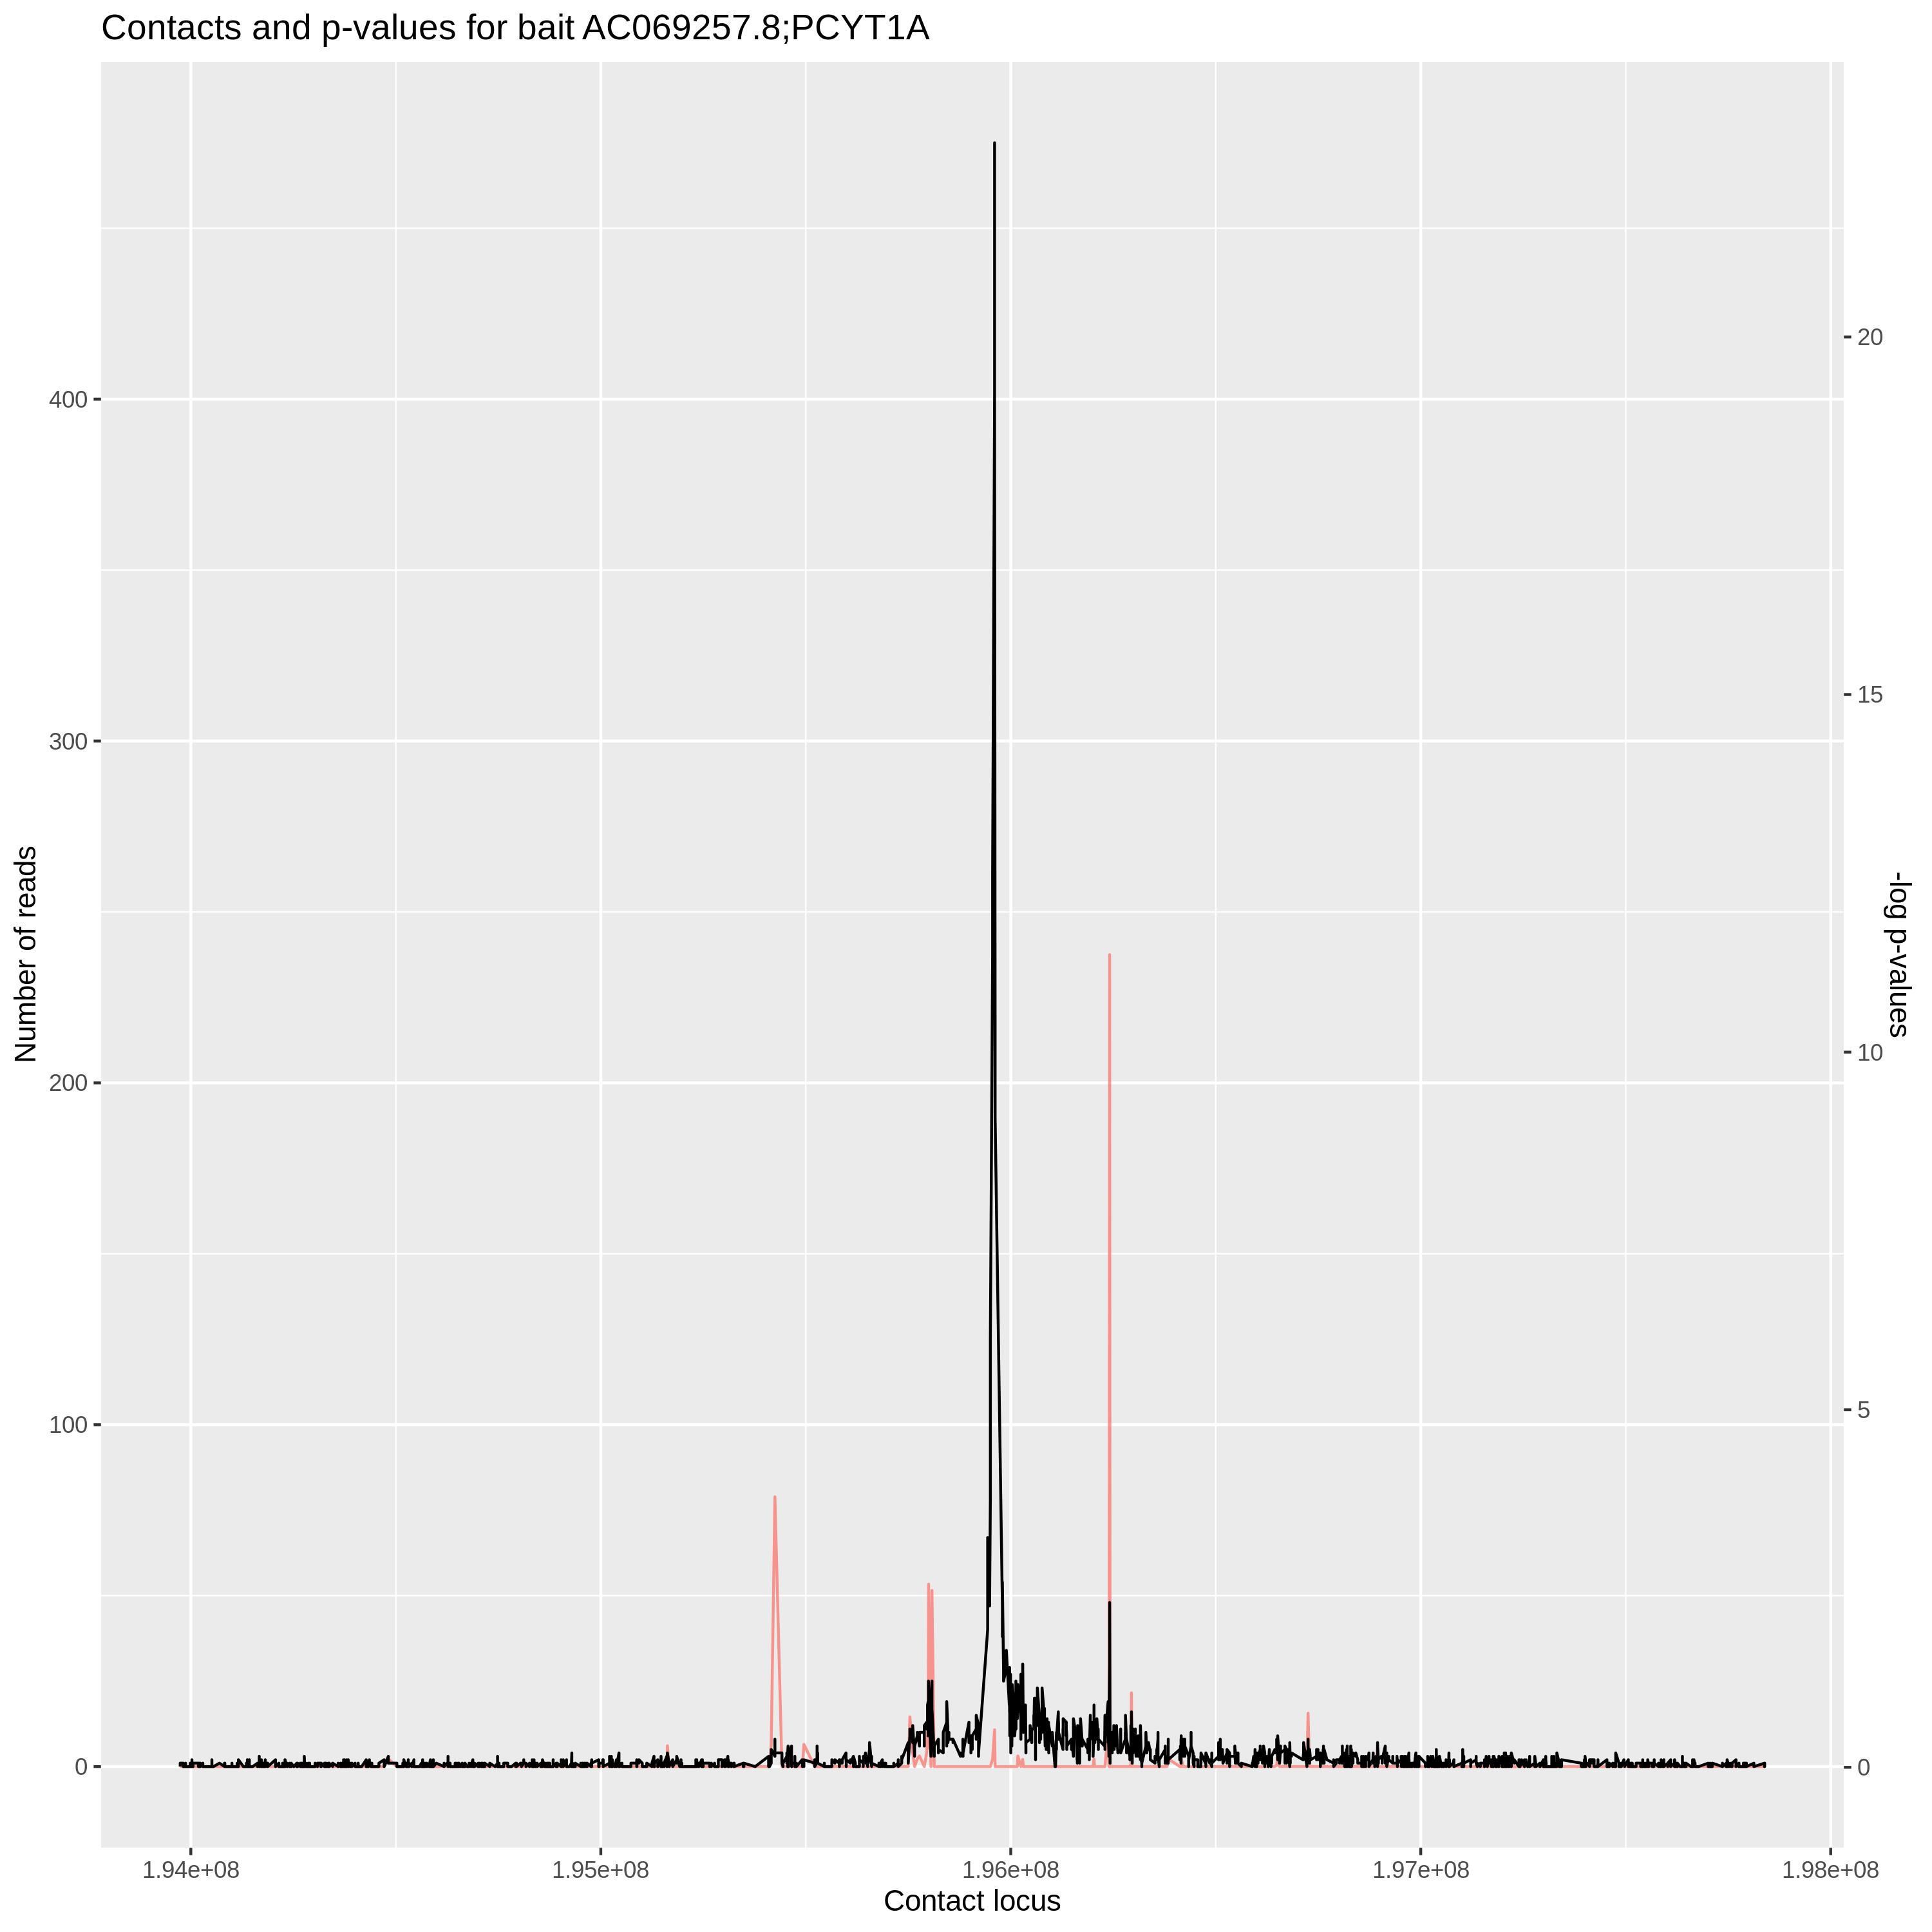 Contacts and p-values for bait AC069257.8;PCYT1A
Number of reads
400
300
200
100
0
20
15
10
5
0
-log p-values
1.94e+08
1.95e+08
1.96e+08
1.97e+08
1.98e+08
Contact locus